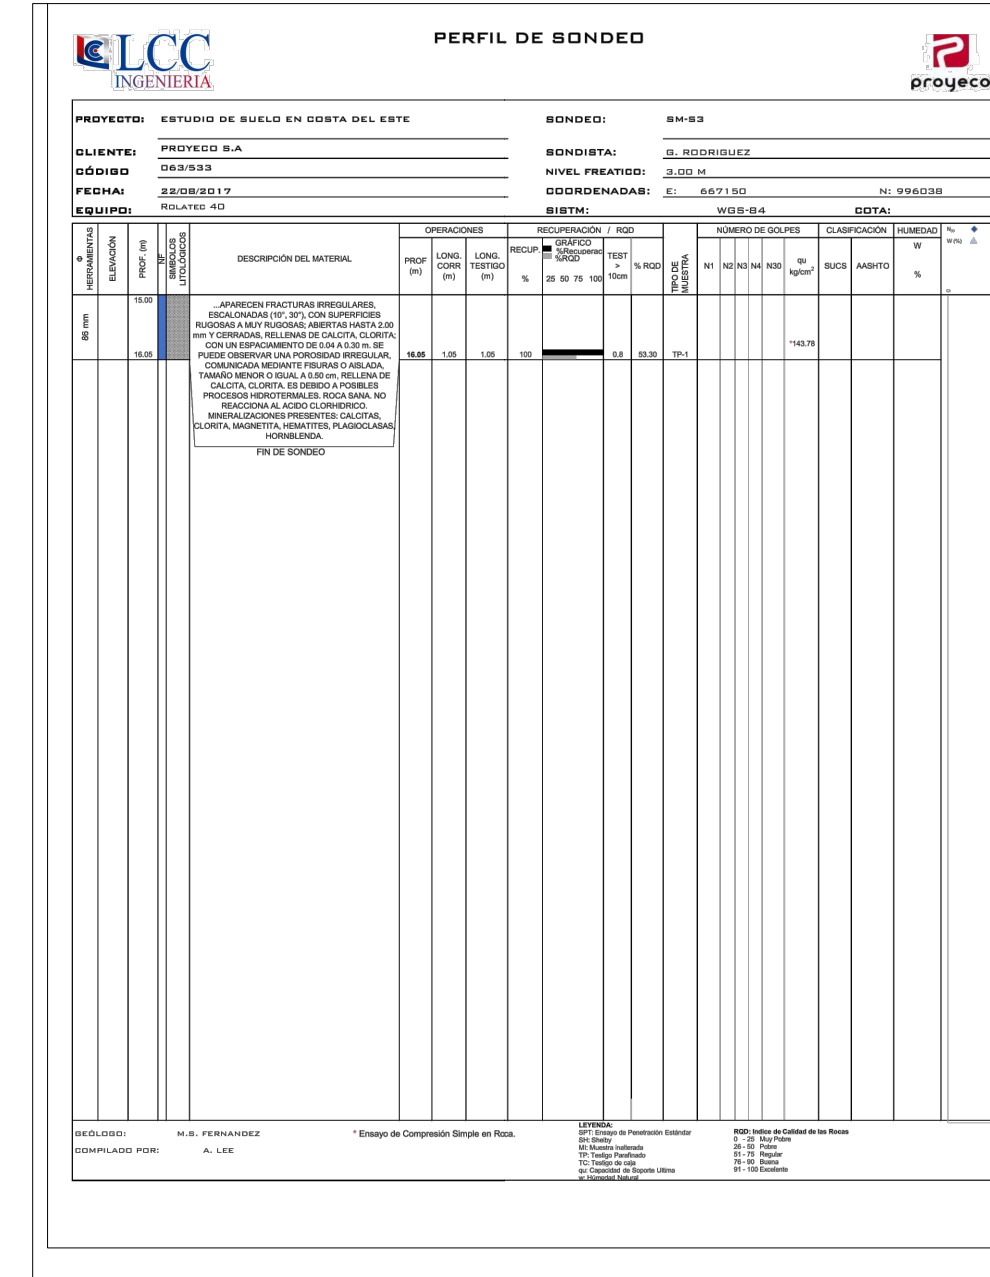 PERFIL DE SONDEO
LCC
INGENIERIA
proyeco
PROYECTO: ESTUDIO DE SUELO EN COSTA DEL ESTE
SONDEO: SM-S3
CLIENTE: PROYECO S.A
SONDISTA: G. RODRIGUEZ
CÓDIGO 063/533
NIVEL FREATICO: 3.00 M
FECHA: 22/08/2017
COORDENADAS: E: 667150 N: 996038
EQUIPO: ROLATEC 40
SISTM: WGS-84 COTA:
Φ HERRAMIENTAS
ELEVACIÓN
PROF. (m)
NF
SIMBOLOS
LITOLÓGICOS
DESCRIPCIÓN DEL MATERIAL
OPERACIONES
PROF
(m)
LONG.
CORR
(m)
LONG.
TESTIGO
(m)
RECUPERACIÓN / RQD
RECUP.
%
GRÁFICO
%Recuperac
%RQD
25 50 75 100
TEST
>
10cm
% RQD
TIPO DE
MUESTRA
NÚMERO DE GOLPES
N1 N2 N3 N4 N30
qu
kg/cm²
CLASIFICACIÓN
SUCS AASHTO
HUMEDAD
W
%
N₃₀
W (%)
0
86 mm
15.00
16.05
...APARECEN FRACTURAS IRREGULARES,
ESCALONADAS (10°, 30°), CON SUPERFICIES
RUGOSAS A MUY RUGOSAS; ABIERTAS HASTA 2.00
mm Y CERRADAS, RELLENAS DE CALCITA, CLORITA;
CON UN ESPACIAMIENTO DE 0.04 A 0.30 m. SE
PUEDE OBSERVAR UNA POROSIDAD IRREGULAR,
COMUNICADA MEDIANTE FISURAS O AISLADA,
TAMAÑO MENOR O IGUAL A 0.50 cm, RELLENA DE
CALCITA, CLORITA. ES DEBIDO A POSIBLES
PROCESOS HIDROTERMALES. ROCA SANA. NO
REACCIONA AL ACIDO CLORHIDRICO.
MINERALIZACIONES PRESENTES: CALCITAS,
CLORITA, MAGNETITA, HEMATITES, PLAGIOCLASAS,
HORNBLENDA.
FIN DE SONDEO
16.05 1.05 1.05 100 0.8 53.30 TP-1
*143.78
GEÓLOGO: M.S. FERNANDEZ
COMPILADO POR: A. LEE
* Ensayo de Compresión Simple en Roca.
LEYENDA:
SPT: Ensayo de Penetración Estándar
SH: Shelby
MI: Muestra Inalterada
TP: Testigo Parafinado
TC: Testigo de caja
qu: Capacidad de Soporte Ultima
w: Húmedad Natural
RQD: Indice de Calidad de las Rocas
0 - 25 Muy Pobre
26 - 50 Pobre
51 - 75 Regular
76 - 90 Buena
91 - 100 Excelente